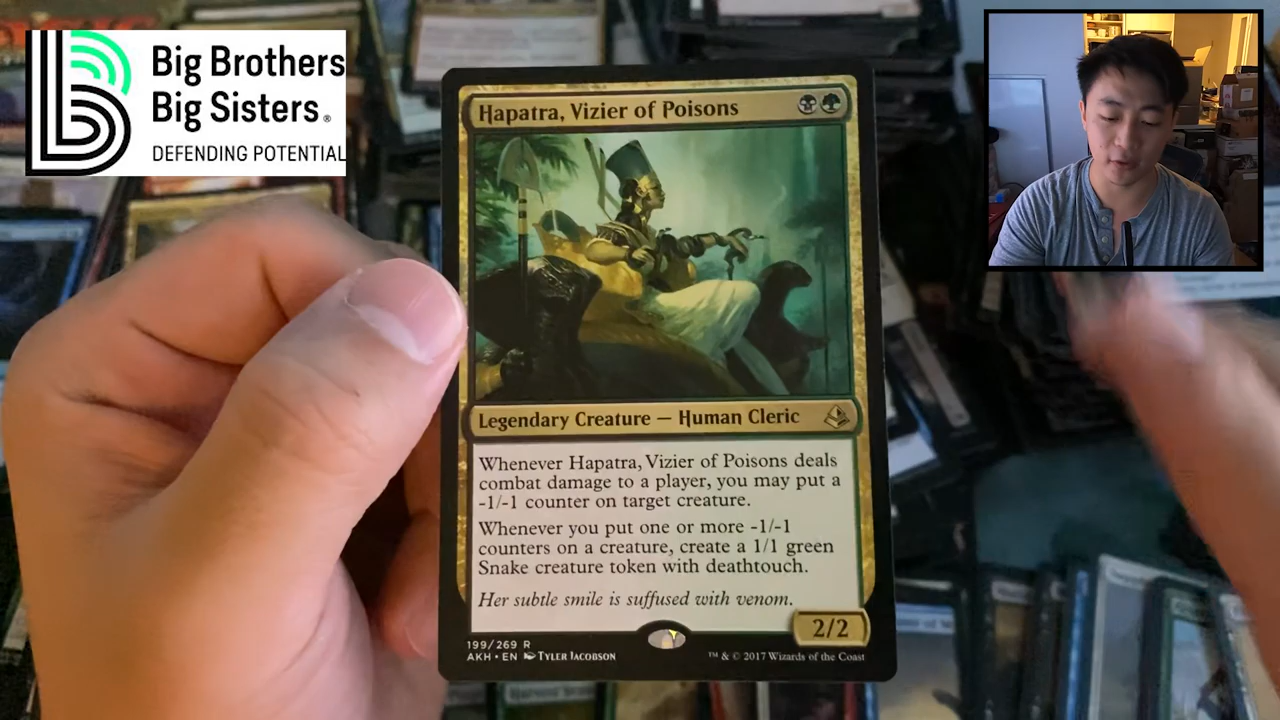 Big Brothers
Big Sisters®
DEFENDING POTENTIAL
Hapatra, Vizier of Poisons
Legendary Creature — Human Cleric
Whenever Hapatra, Vizier of Poisons deals
combat damage to a player, you may put a
-1/-1 counter on target creature.
Whenever you put one or more -1/-1
counters on a creature, create a 1/1 green
Snake creature token with deathtouch.
Her subtle smile is suffused with venom.
2/2
199/269 R
AKH • EN Tyler Jacobson
™ & © 2017 Wizards of the Coast